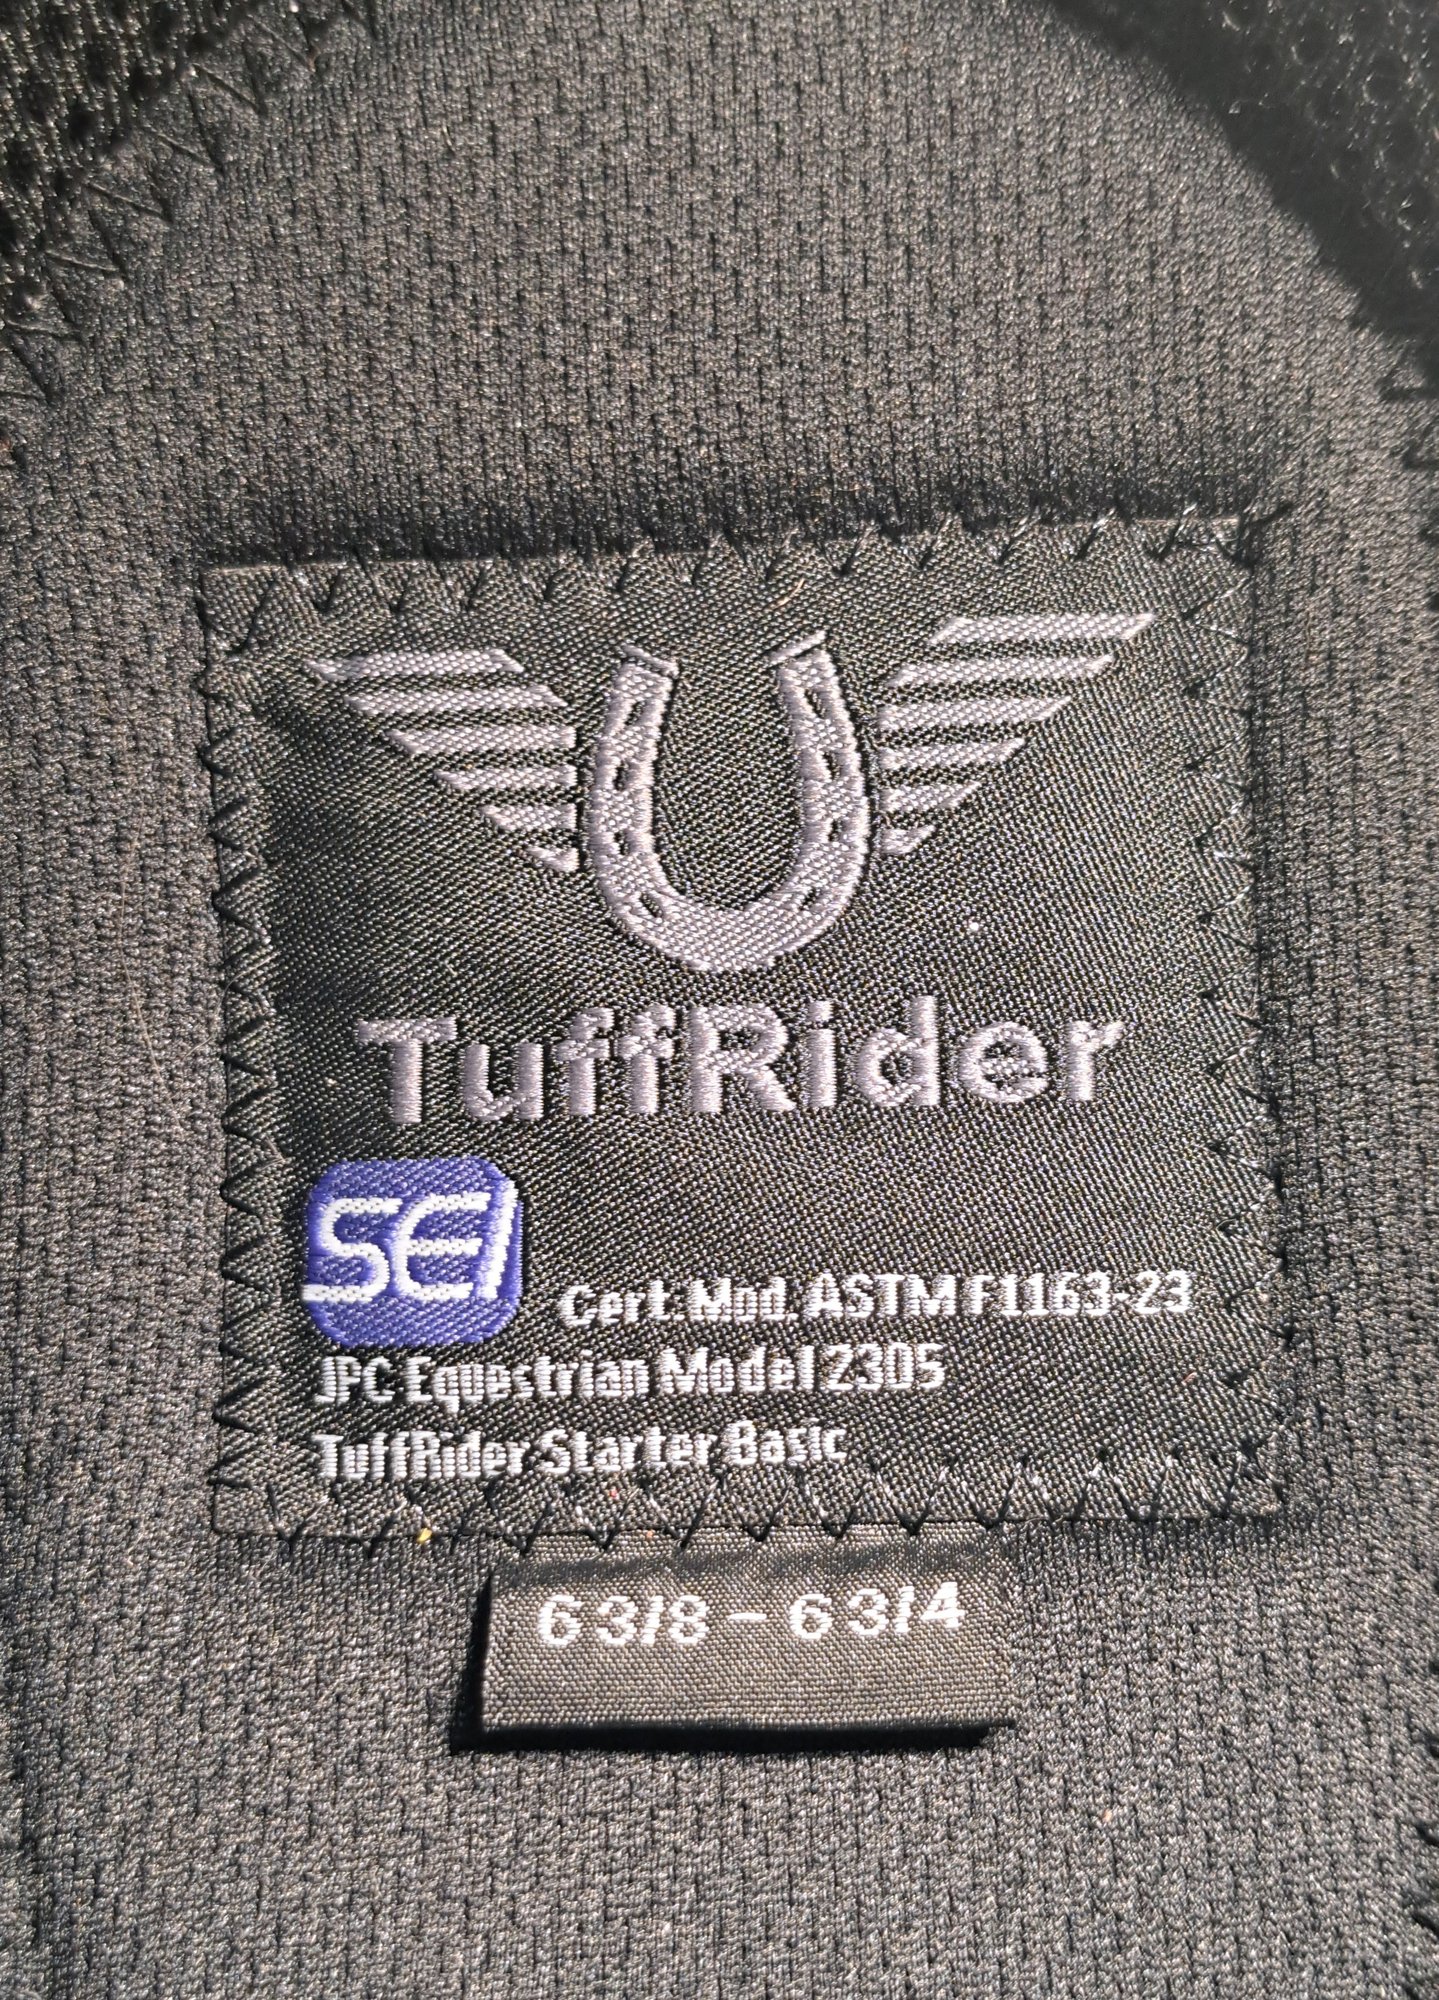 TuffRider
SEI
Cert. Mod. ASTM F1163-23
JPC Equestrian Model 2305
TuffRider Starter Basic
6 3/8 - 6 3/4